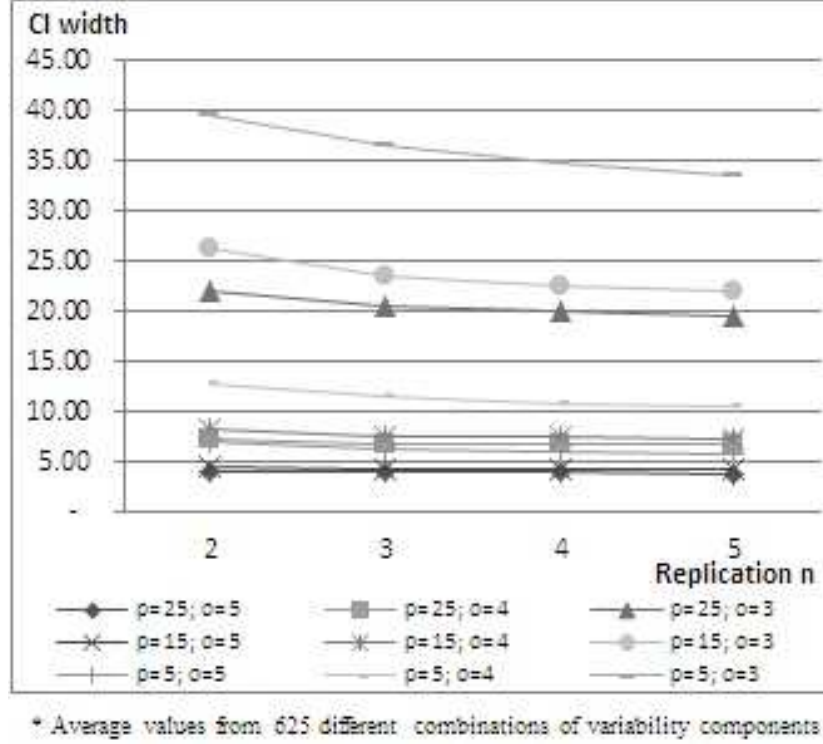 CI width
45.00
40.00
35.00
30.00
25.00
20.00
15.00
10.00
5.00
-
2 3 4 5
Replication n
p=25; o=5 p=25; o=4 p=25; o=3
p=15; o=5 p=15; o=4 p=15; o=3
p=5; o=5 p=5; o=4 p=5; o=3
* Average values from 625 different combinations of variability components